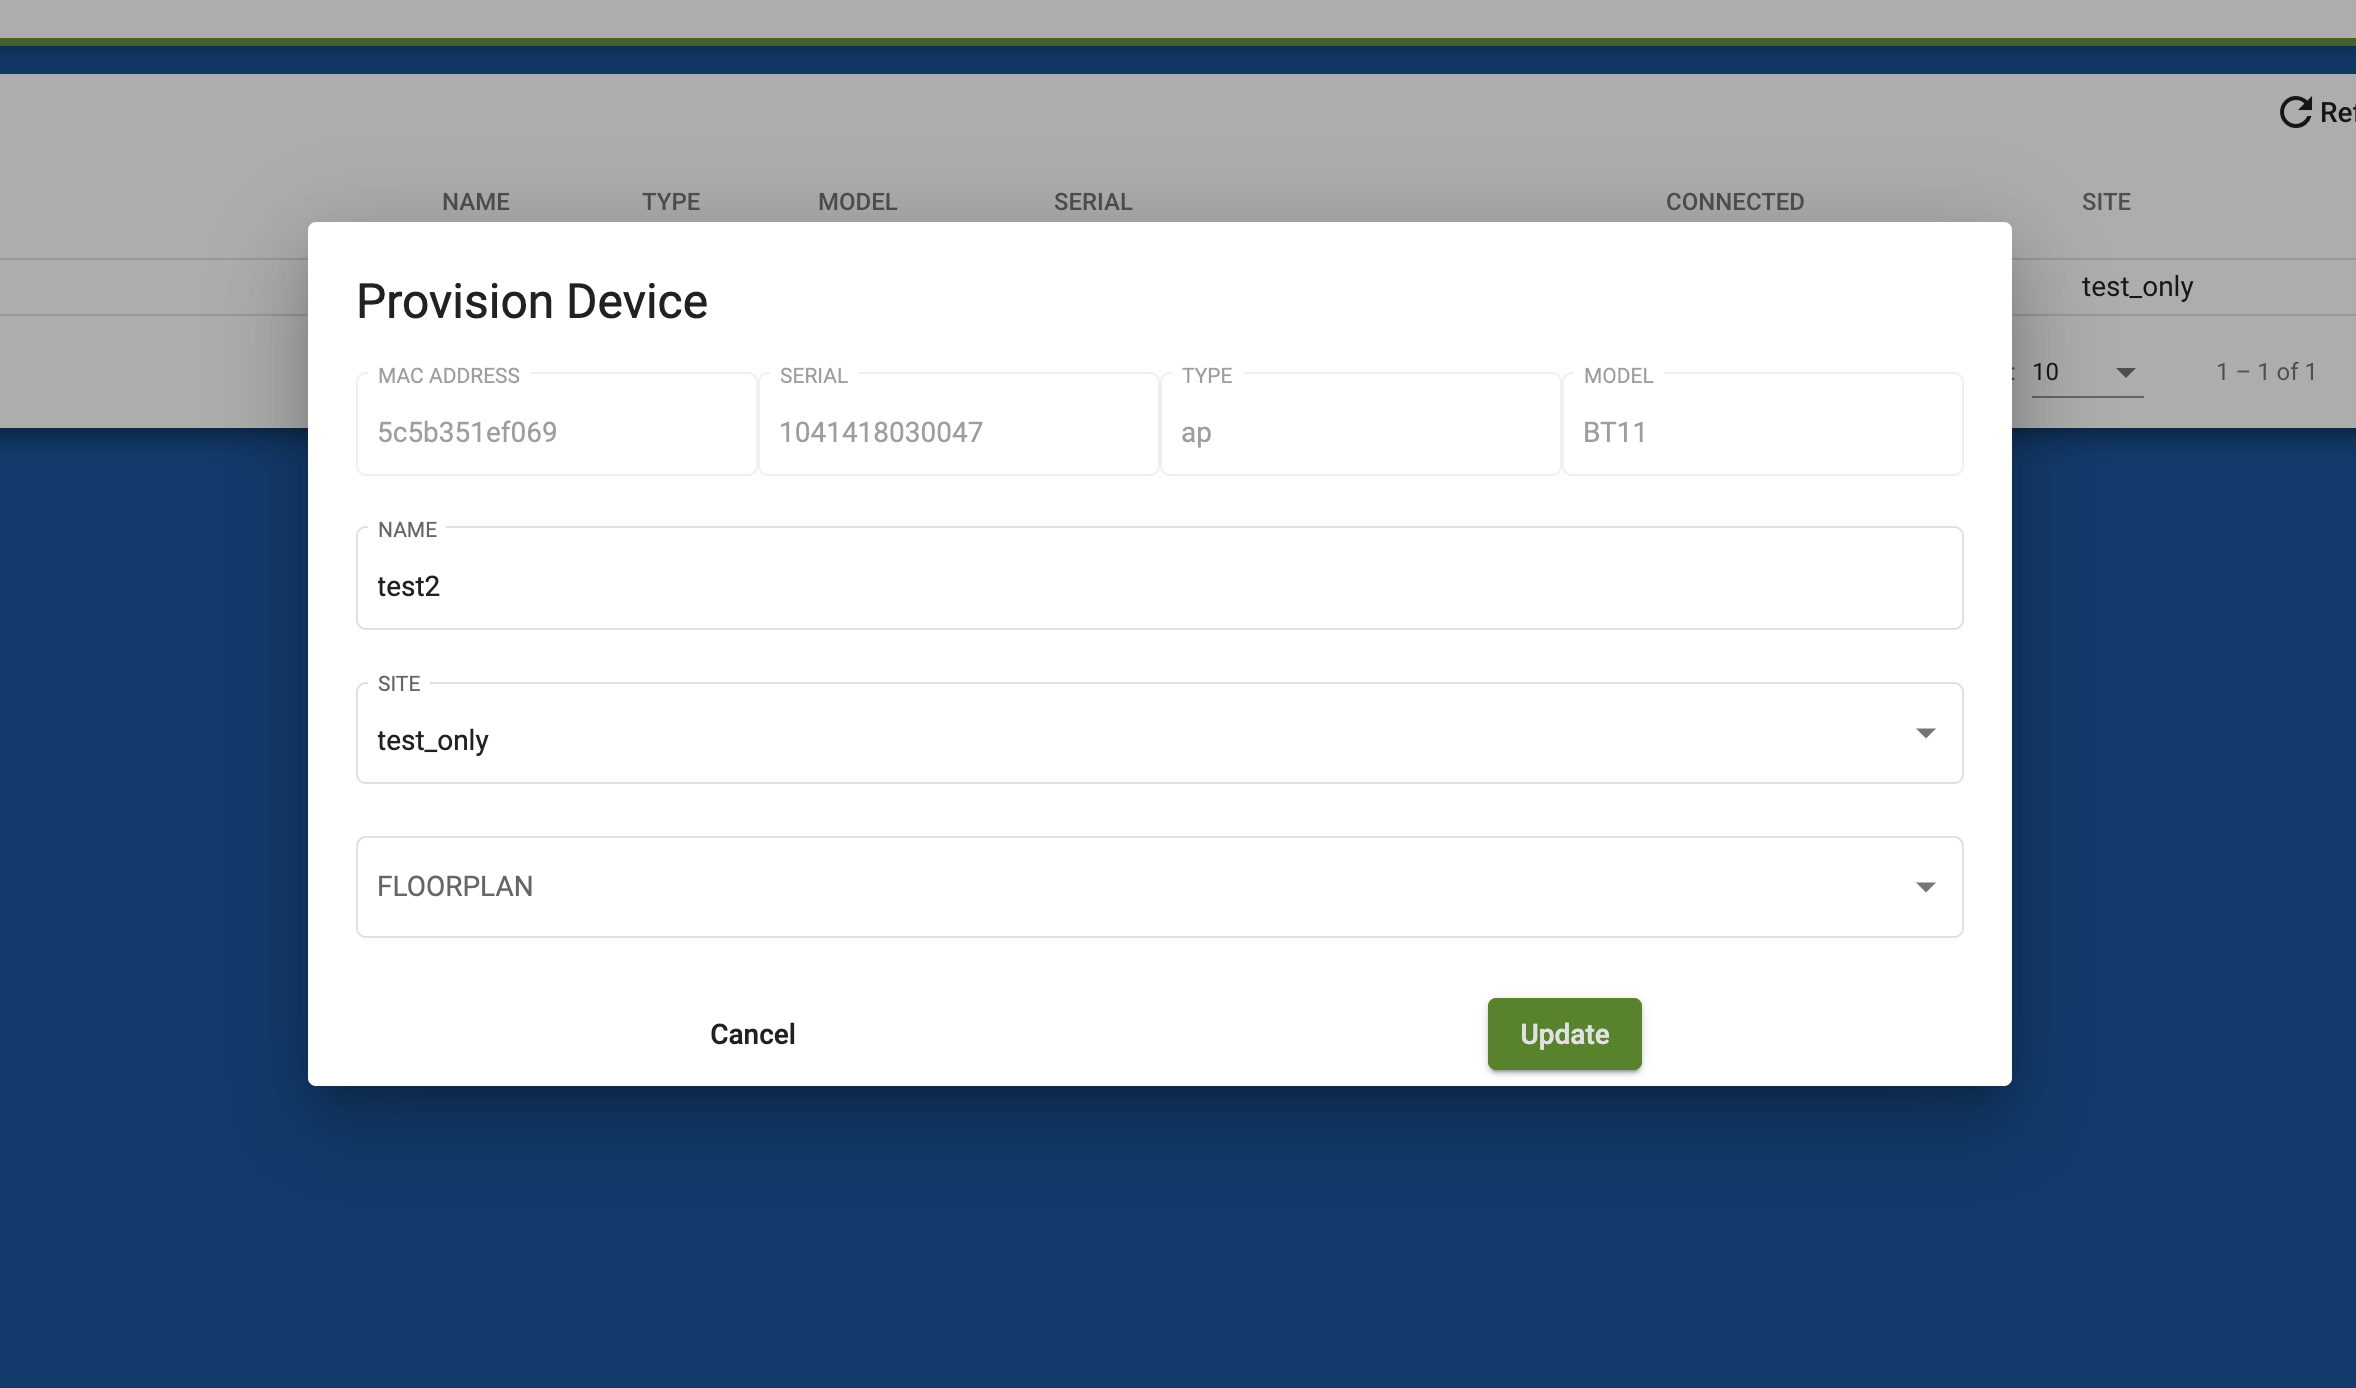 Ref
NAME TYPE MODEL SERIAL CONNECTED SITE
test_only
10 1 – 1 of 1
Provision Device
MAC ADDRESS SERIAL TYPE MODEL
5c5b351ef069 1041418030047 ap BT11
NAME
test2
SITE
test_only
FLOORPLAN
Cancel Update